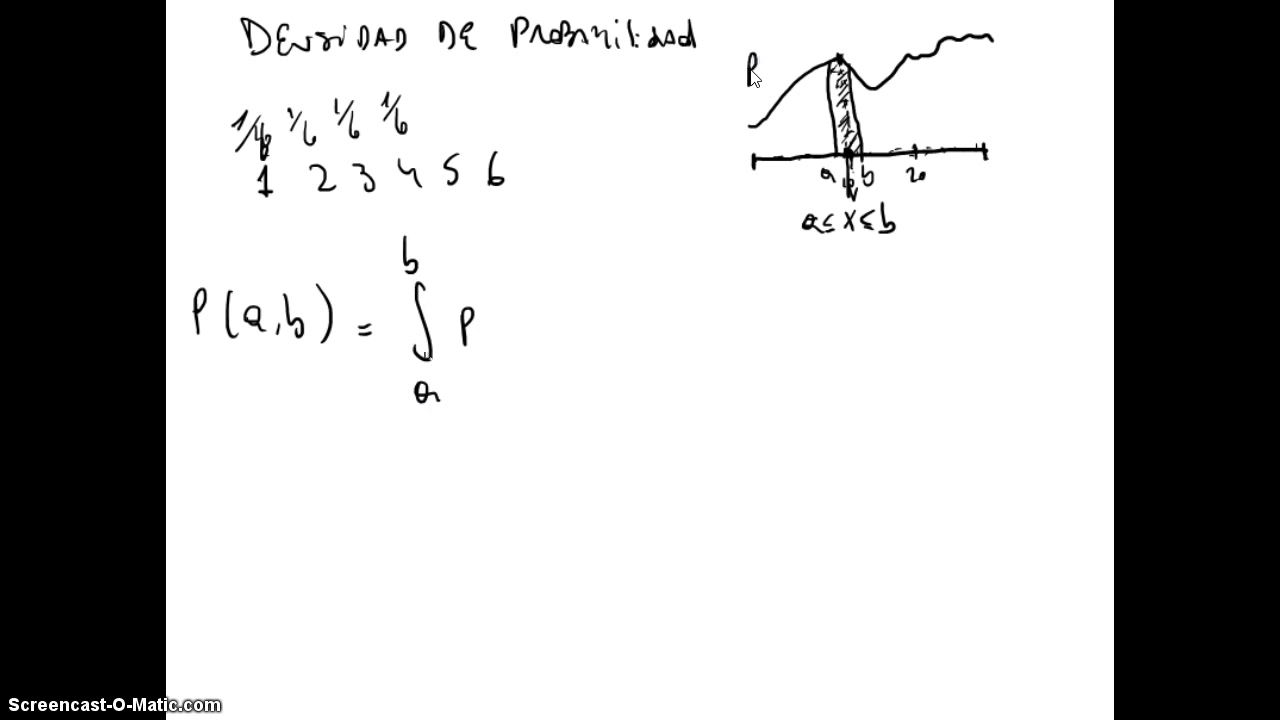 DENSIDAD DE PROBABILIDAD
1/6 1/6 1/6 1/6
1 2 3 4 5 6
P
a b 20
a ≤ x ≤ b
b
P(a,b) = ∫ P
a
Screencast-O-Matic.com